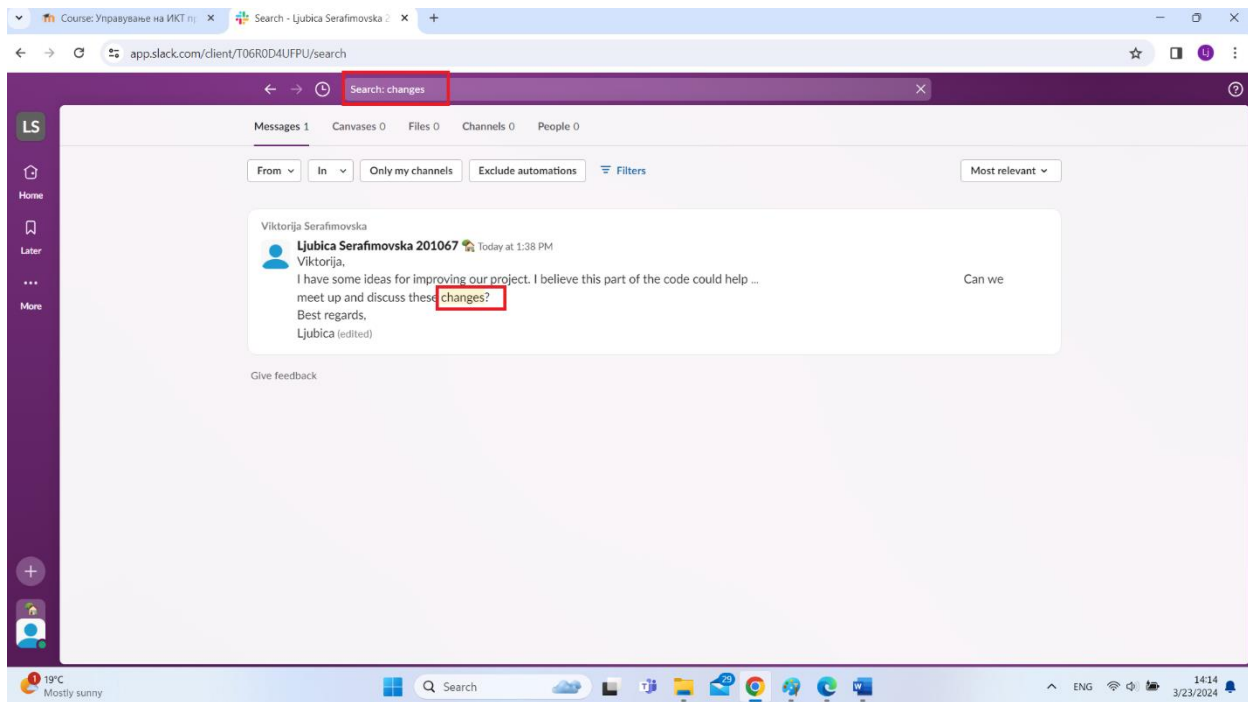 Course: Управување на ИКТ пр
Search - Ljubica Serafimovska 2
app.slack.com/client/T06R0D4UFPU/search
Search: changes
LS
Home
Later
More
Messages 1 Canvases 0 Files 0 Channels 0 People 0
From In Only my channels Exclude automations Filters Most relevant
Viktorija Serafimovska
Ljubica Serafimovska 201067 Today at 1:38 PM
Viktorija,
I have some ideas for improving our project. I believe this part of the code could help ... Can we
meet up and discuss these changes?
Best regards,
Ljubica (edited)
Give feedback
1
19°C
Mostly sunny
Search
29
ENG
14:14
3/23/2024
Lj